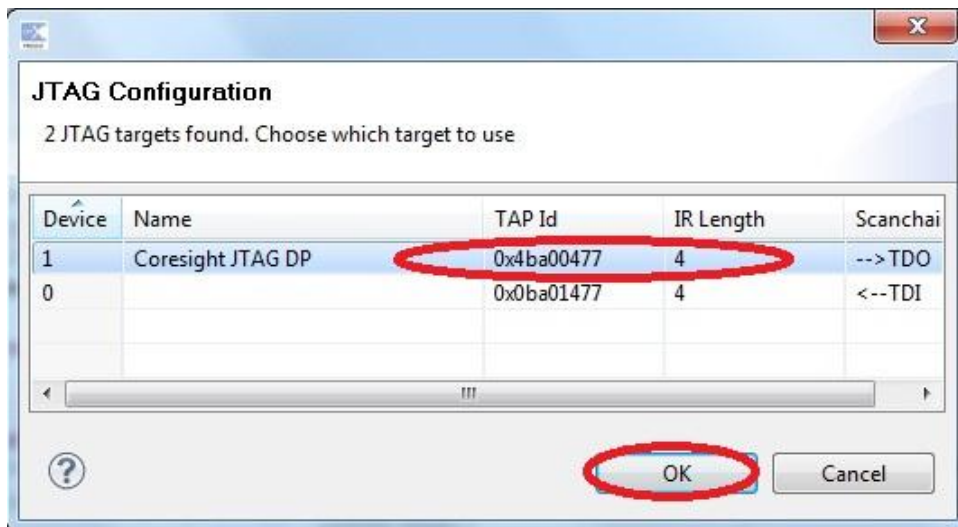 JTAG Configuration
2 JTAG targets found. Choose which target to use
Device Name TAP Id IR Length Scanchai
1 Coresight JTAG DP 0x4ba00477 4 -->TDO
0 0x0ba01477 4 <--TDI
? OK Cancel